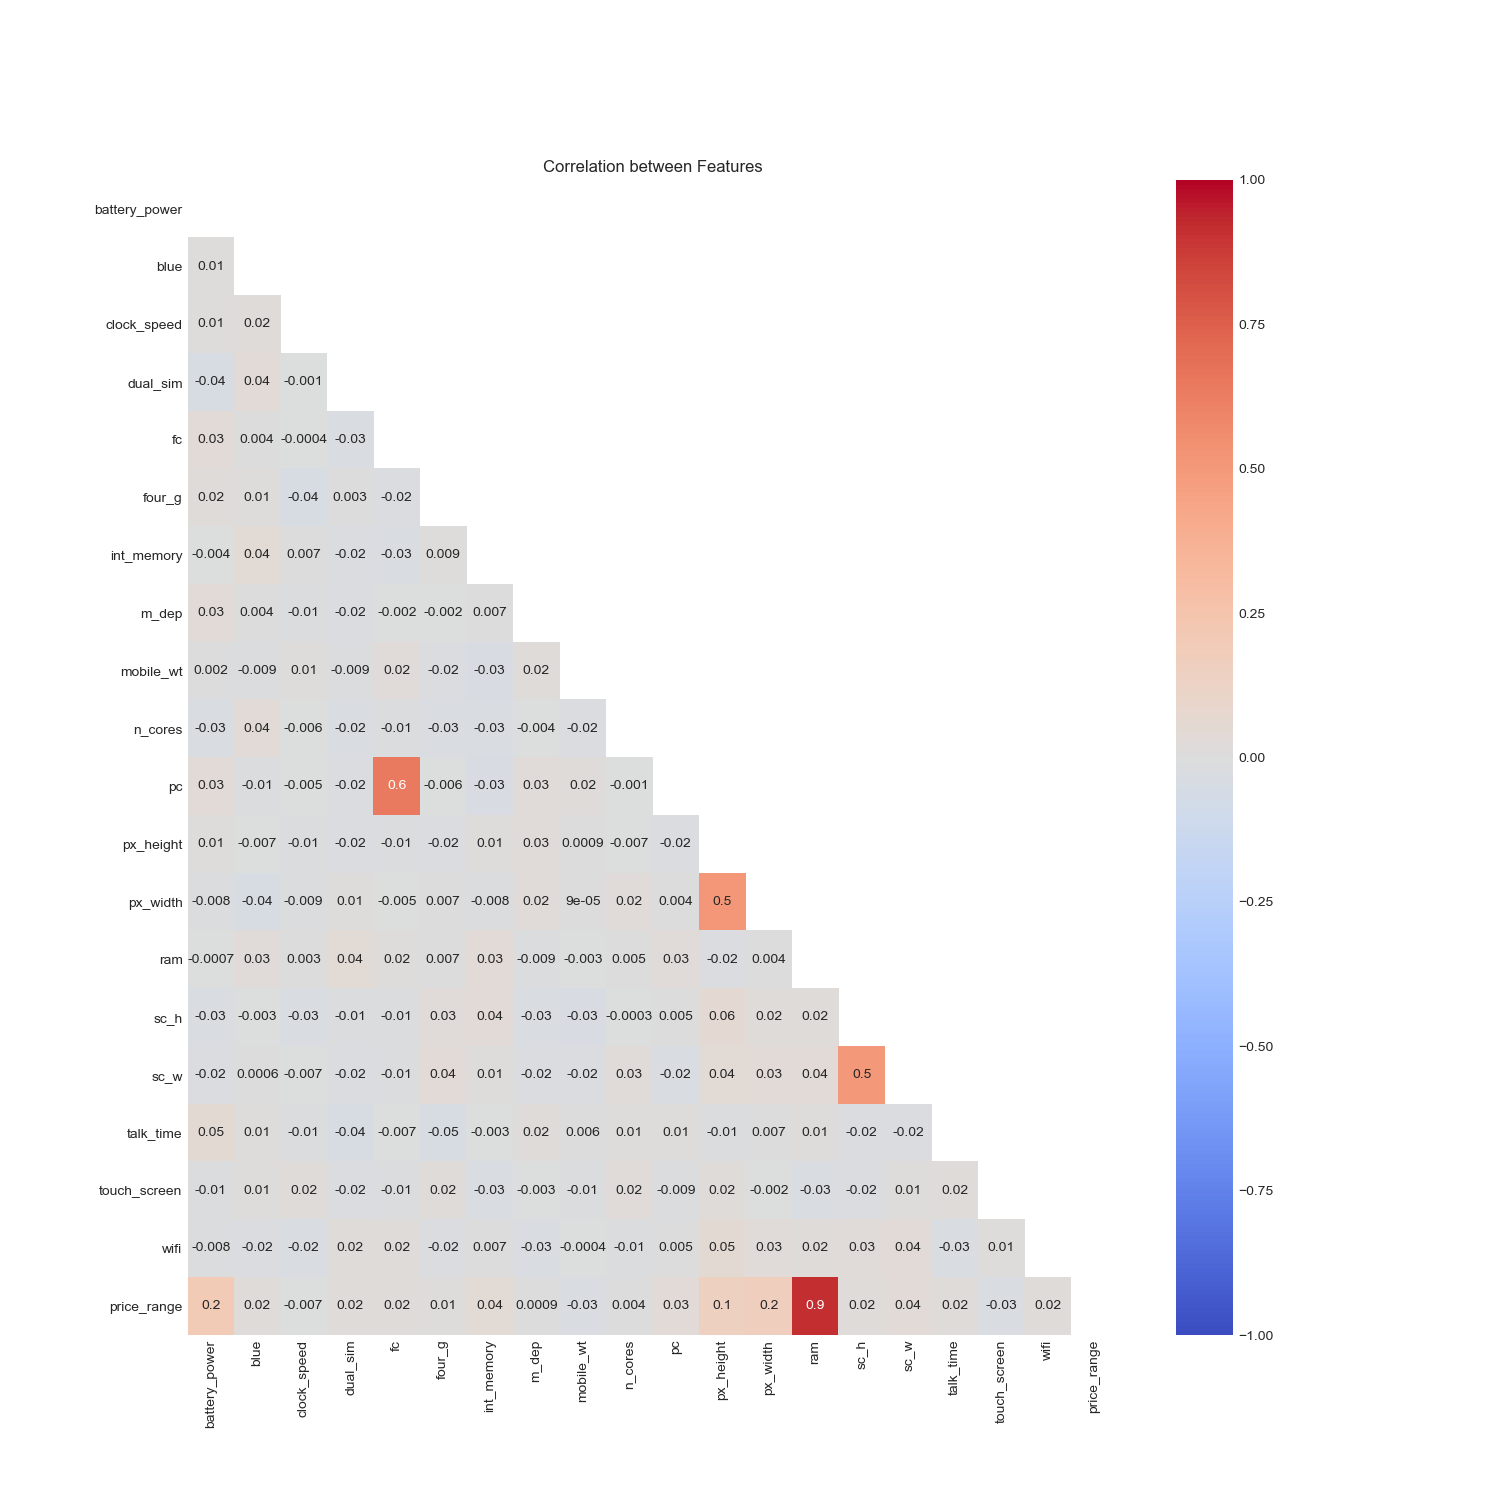 Correlation between Features
battery_power
blue 0.01
clock_speed 0.01 0.02
dual_sim -0.04 0.04 -0.001
fc 0.03 0.004 -0.0004 -0.03
four_g 0.02 0.01 -0.04 0.003 -0.02
int_memory -0.004 0.04 0.007 -0.02 -0.03 0.009
m_dep 0.03 0.004 -0.01 -0.02 -0.002 -0.002 0.007
mobile_wt 0.002 -0.009 0.01 -0.009 0.02 -0.02 -0.03 0.02
n_cores -0.03 0.04 -0.006 -0.02 -0.01 -0.03 -0.03 -0.004 -0.02
pc 0.03 -0.01 -0.005 -0.02 0.6 -0.006 -0.03 0.03 0.02 -0.001
px_height 0.01 -0.007 -0.01 -0.02 -0.01 -0.02 0.01 0.03 0.0009 -0.007 -0.02
px_width -0.008 -0.04 -0.009 0.01 -0.005 0.007 -0.008 0.02 9e-05 0.02 0.004 0.5
ram -0.0007 0.03 0.003 0.04 0.02 0.007 0.03 -0.009 -0.003 0.005 0.03 -0.02 0.004
sc_h -0.03 -0.003 -0.03 -0.01 -0.01 0.03 0.04 -0.03 -0.03 -0.0003 0.005 0.06 0.02 0.02
sc_w -0.02 0.0006 -0.007 -0.02 -0.01 0.04 0.01 -0.02 -0.02 0.03 -0.02 0.04 0.03 0.04 0.5
talk_time 0.05 0.01 -0.01 -0.04 -0.007 -0.05 -0.003 0.02 0.006 0.01 0.01 -0.01 0.007 0.01 -0.02 -0.02
touch_screen -0.01 0.01 0.02 -0.02 -0.01 0.02 -0.03 -0.003 -0.01 0.02 -0.009 0.02 -0.002 -0.03 -0.02 0.01 0.02
wifi -0.008 -0.02 -0.02 0.02 0.02 -0.02 0.007 -0.03 -0.0004 -0.01 0.005 0.05 0.03 0.02 0.03 0.04 -0.03 0.01
price_range 0.2 0.02 -0.007 0.02 0.02 0.01 0.04 0.0009 -0.03 0.004 0.03 0.1 0.2 0.9 0.02 0.04 0.02 -0.03 0.02
battery_power
blue
clock_speed
dual_sim
fc
four_g
int_memory
m_dep
mobile_wt
n_cores
pc
px_height
px_width
ram
sc_h
sc_w
talk_time
touch_screen
wifi
price_range
1.00
0.75
0.50
0.25
0.00
−0.25
−0.50
−0.75
−1.00